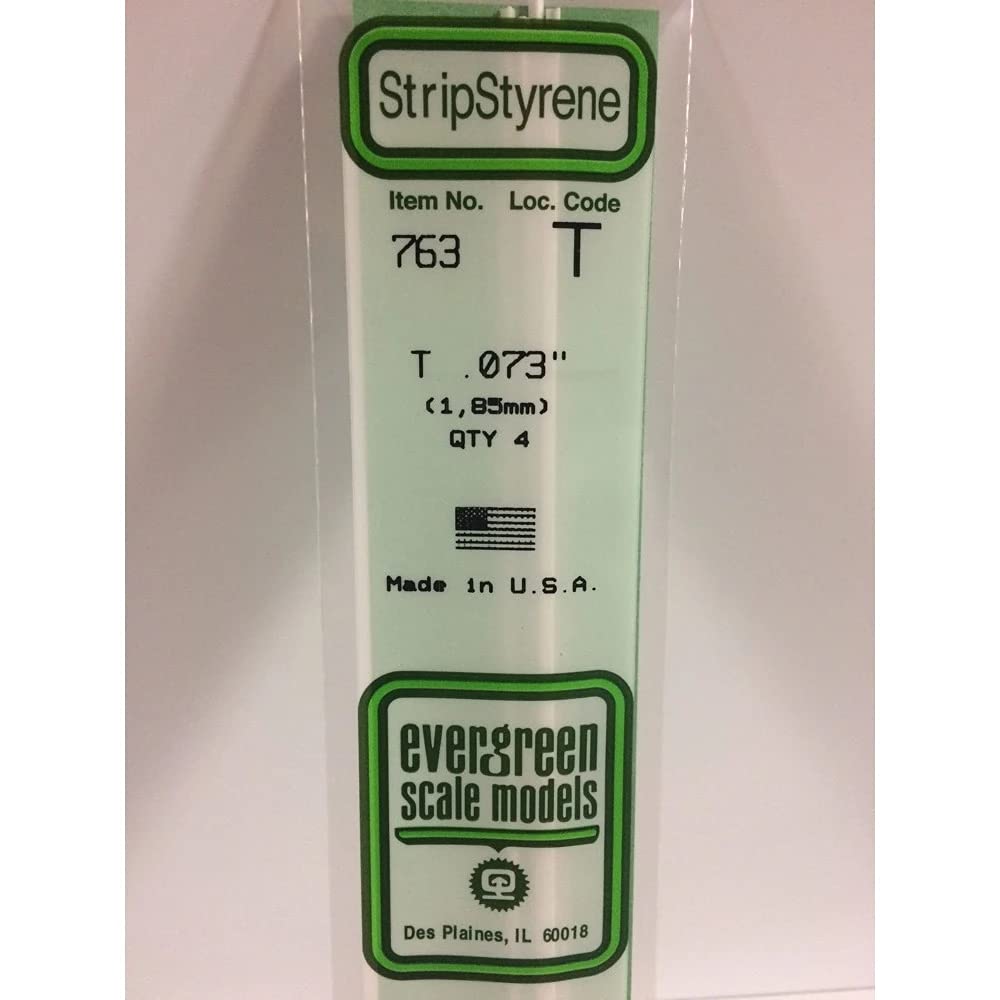 StripStyrene
Item No. Loc. Code
763 T
T .073"
(1,85mm)
QTY 4
Made in U.S.A.
evergreen
scale models
Des Plaines, IL 60018